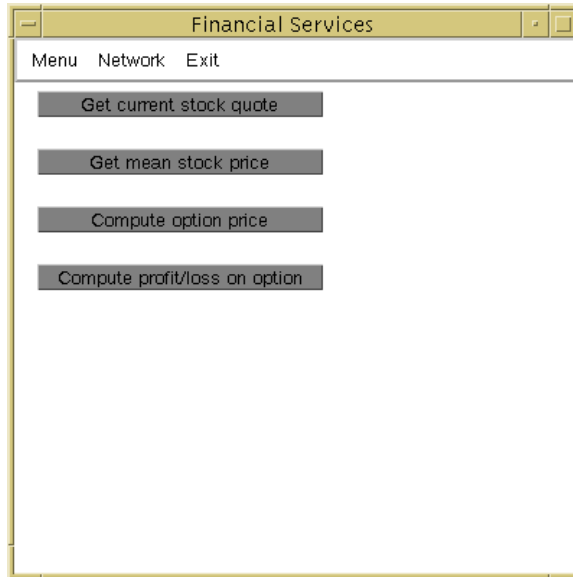 Financial Services
Menu Network Exit
Get current stock quote
Get mean stock price
Compute option price
Compute profit/loss on option